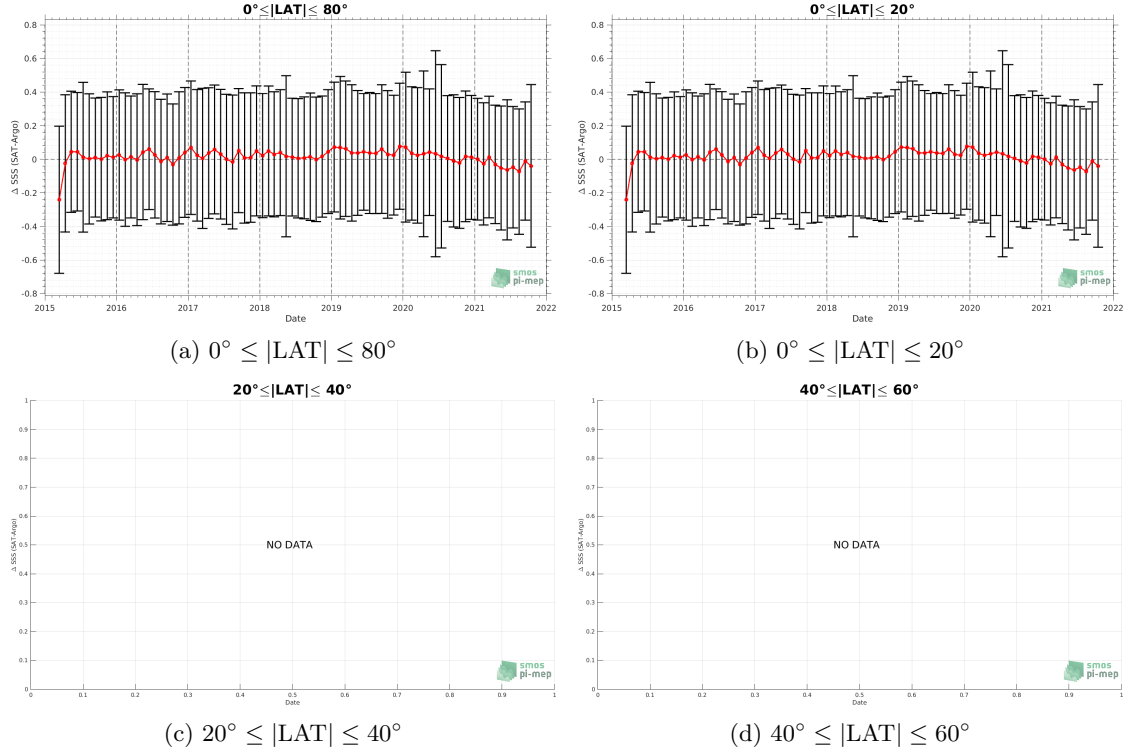 0°≤|LAT|≤ 80°
Δ SSS (SAT-Argo)
0.8
0.6
0.4
0.2
0
-0.2
-0.4
-0.6
-0.8
2015 2016 2017 2018 2019 2020 2021 2022
Date
smos
pi-mep
(a) 0° ≤ |LAT| ≤ 80°
0°≤|LAT|≤ 20°
Δ SSS (SAT-Argo)
0.8
0.6
0.4
0.2
0
-0.2
-0.4
-0.6
-0.8
2015 2016 2017 2018 2019 2020 2021 2022
Date
smos
pi-mep
(b) 0° ≤ |LAT| ≤ 20°
20°≤|LAT|≤ 40°
Δ SSS (SAT-Argo)
1
0.9
0.8
0.7
0.6
0.5
0.4
0.3
0.2
0.1
0
NO DATA
0 0.1 0.2 0.3 0.4 0.5 0.6 0.7 0.8 0.9 1
Date
smos
pi-mep
(c) 20° ≤ |LAT| ≤ 40°
40°≤|LAT|≤ 60°
Δ SSS (SAT-Argo)
1
0.9
0.8
0.7
0.6
0.5
0.4
0.3
0.2
0.1
0
NO DATA
0.1 0.2 0.3 0.4 0.5 0.6 0.7 0.8 0.9 1
Date
smos
pi-mep
(d) 40° ≤ |LAT| ≤ 60°